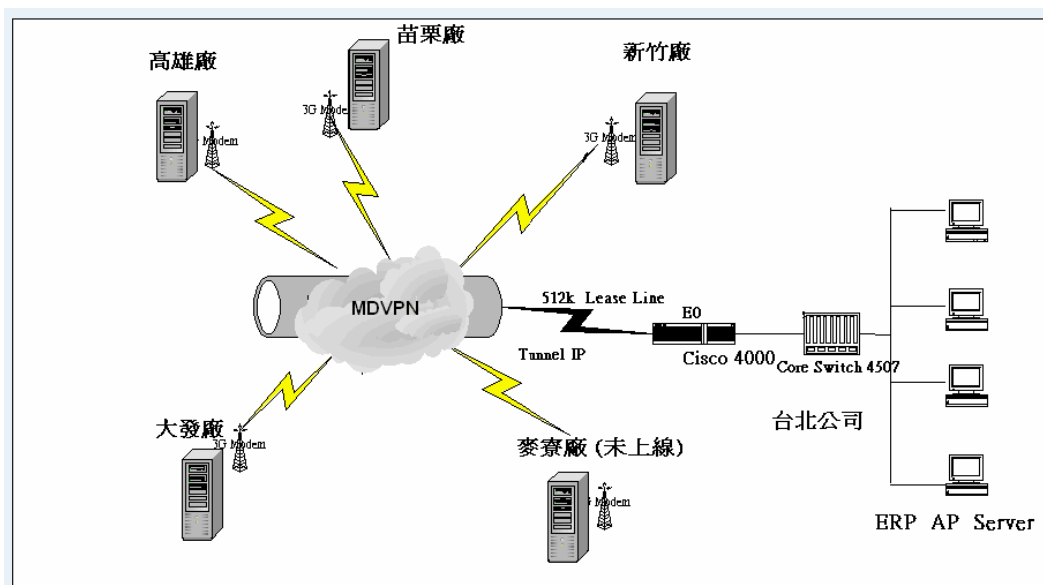 苗栗廠
高雄廠
新竹廠
3G Modem
Modem
3G Modem
MDVPN
512k Lease Line
E0
Tunnel IP
Cisco 4000
Core Switch 4507
台北公司
大發廠
3G Modem
麥寮廠 (未上線)
Modem
ERP AP Server